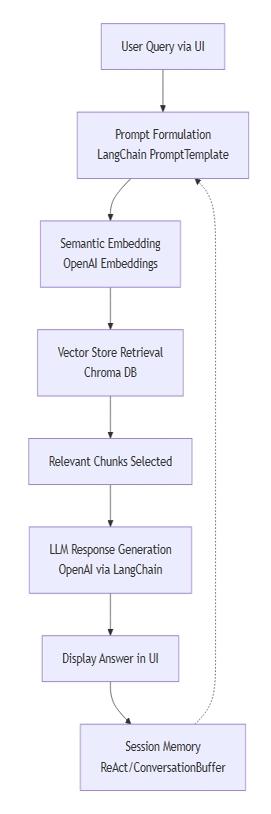 User Query via UI
Prompt Formulation
LangChain PromptTemplate
Semantic Embedding
OpenAI Embeddings
Vector Store Retrieval
Chroma DB
Relevant Chunks Selected
LLM Response Generation
OpenAI via LangChain
Display Answer in UI
Session Memory
ReAct/ConversationBuffer